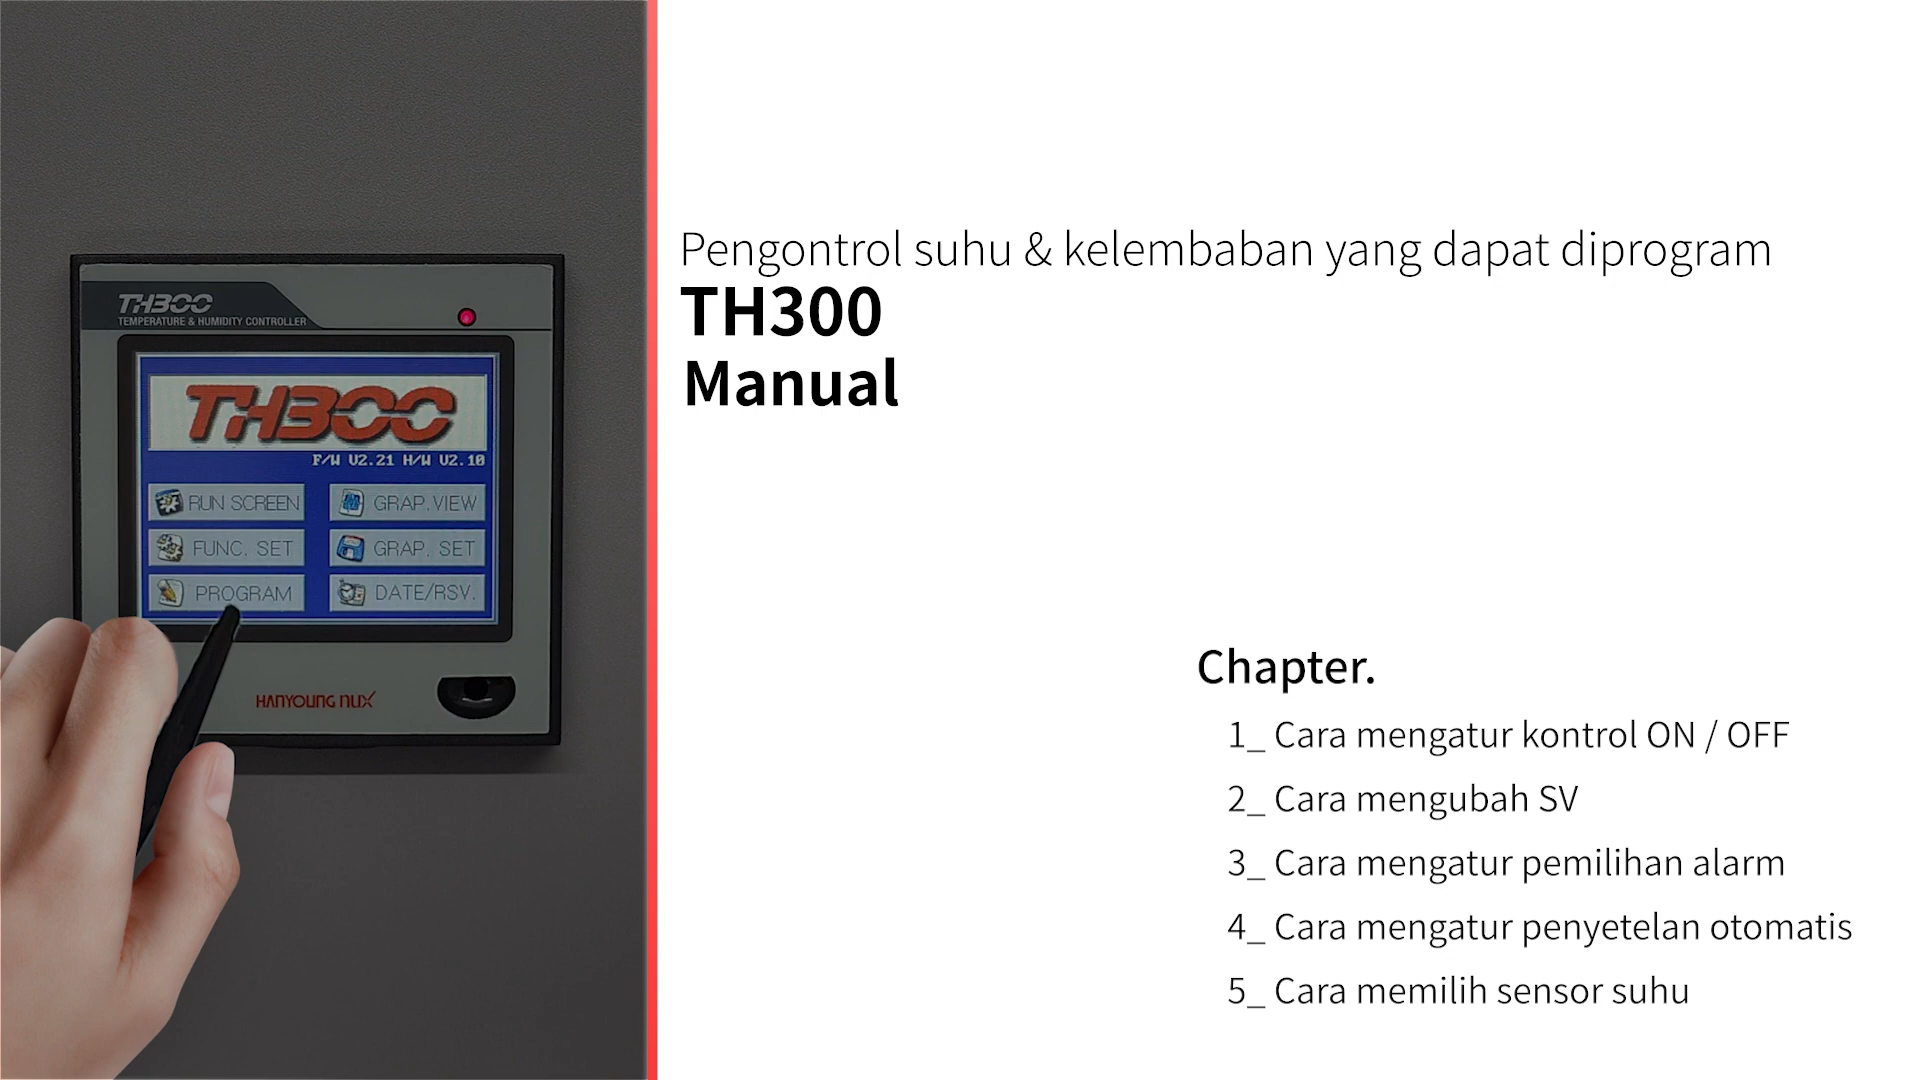 TH300
TEMPERATURE & HUMIDITY CONTROLLER
TH300
F/W V2.21 H/W V2.10
RUN SCREEN
GRAP.VIEW
FUNC. SET
GRAP. SET
PROGRAM
DATE/RSV.
HANYOUNG NUX
Pengontrol suhu & kelembaban yang dapat diprogram
TH300
Manual
Chapter.
1_ Cara mengatur kontrol ON / OFF
2_ Cara mengubah SV
3_ Cara mengatur pemilihan alarm
4_ Cara mengatur penyetelan otomatis
5_ Cara memilih sensor suhu